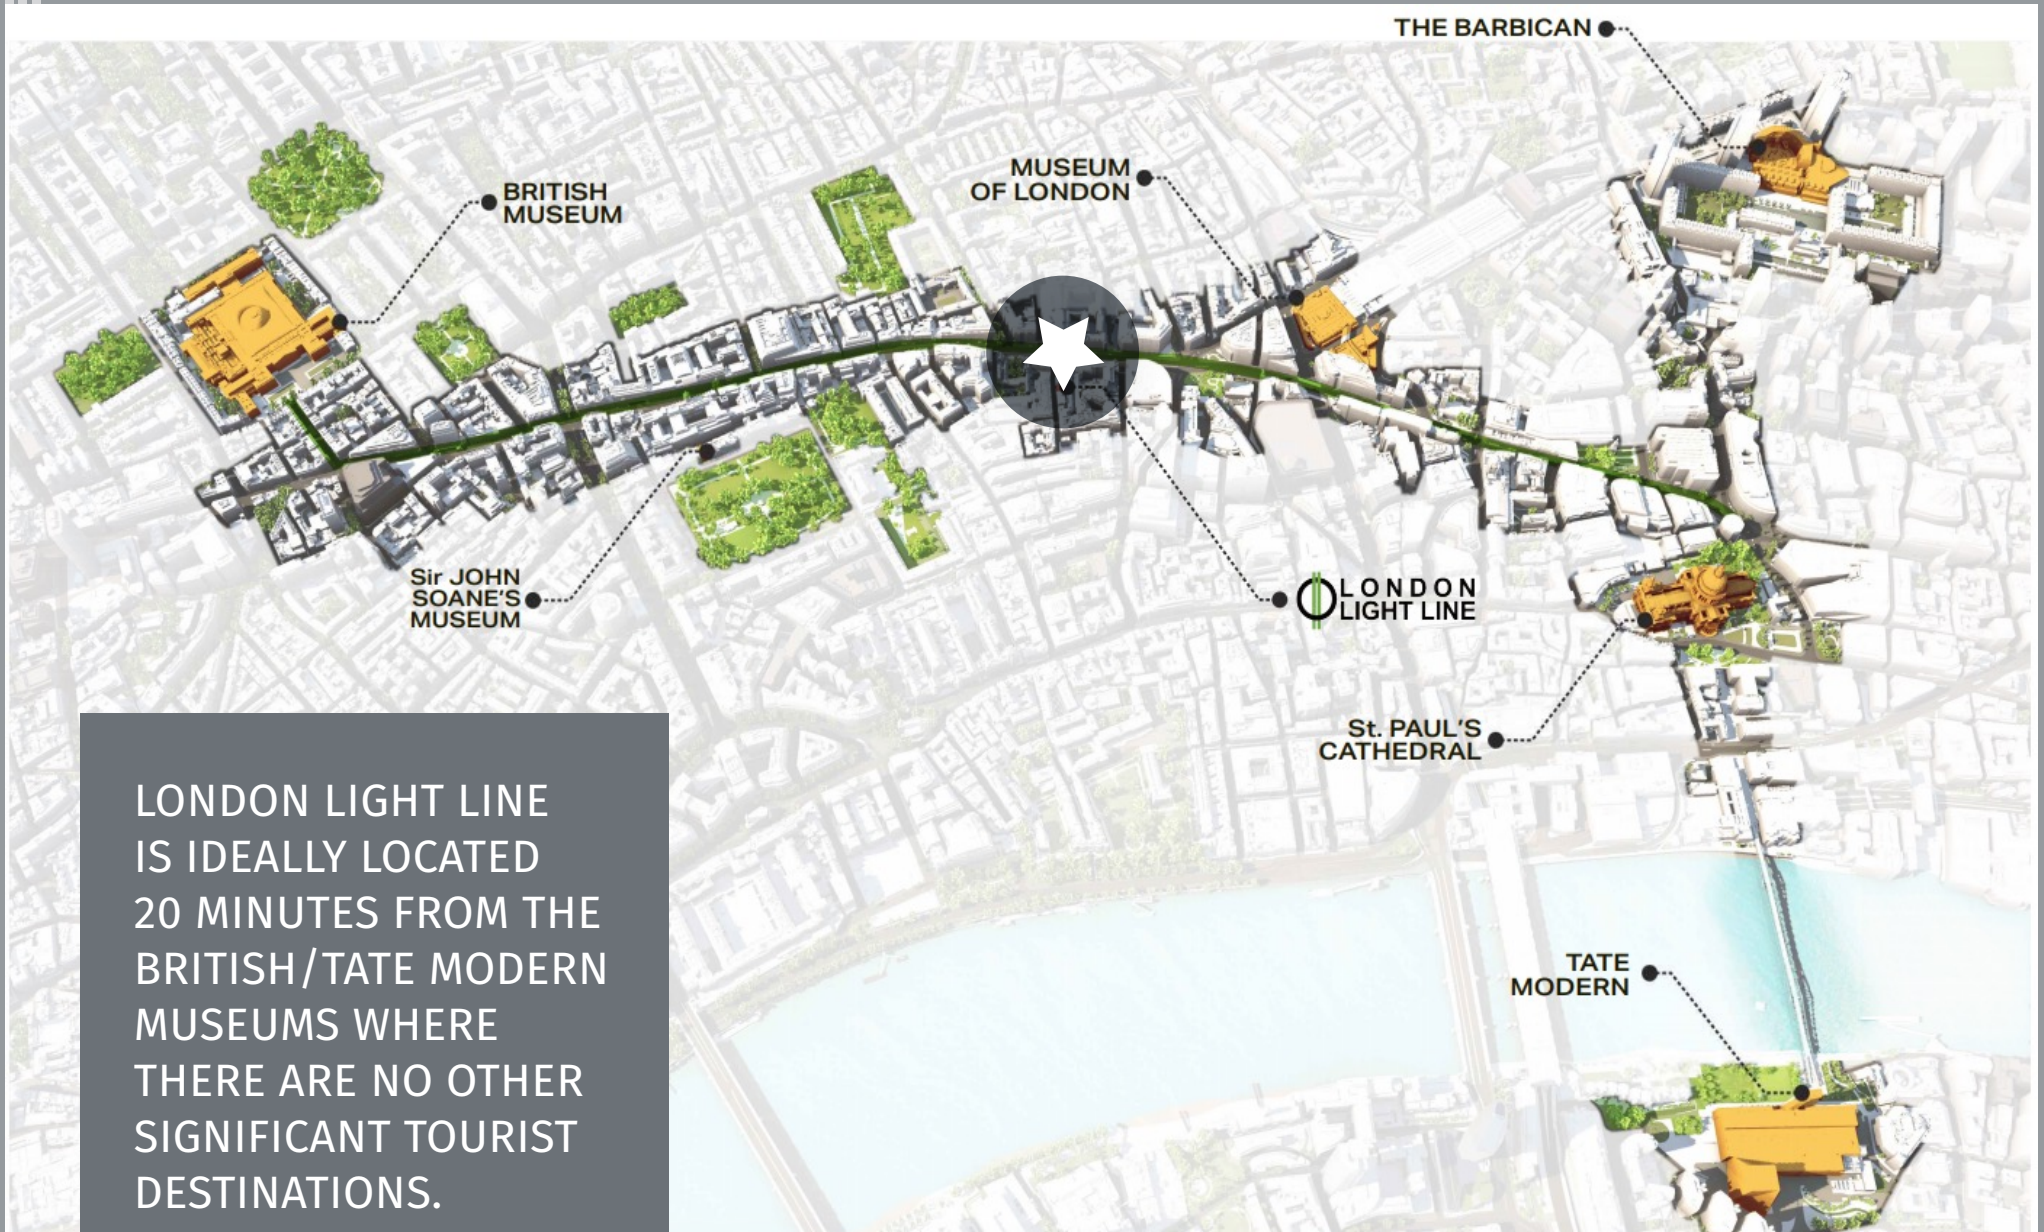 THE BARBICAN
MUSEUM
OF LONDON
BRITISH
MUSEUM
Sir JOHN
SOANE'S
MUSEUM
LONDON
LIGHT LINE
St. PAUL'S
CATHEDRAL
TATE
MODERN
LONDON LIGHT LINE
IS IDEALLY LOCATED
20 MINUTES FROM THE
BRITISH/TATE MODERN
MUSEUMS WHERE
THERE ARE NO OTHER
SIGNIFICANT TOURIST
DESTINATIONS.